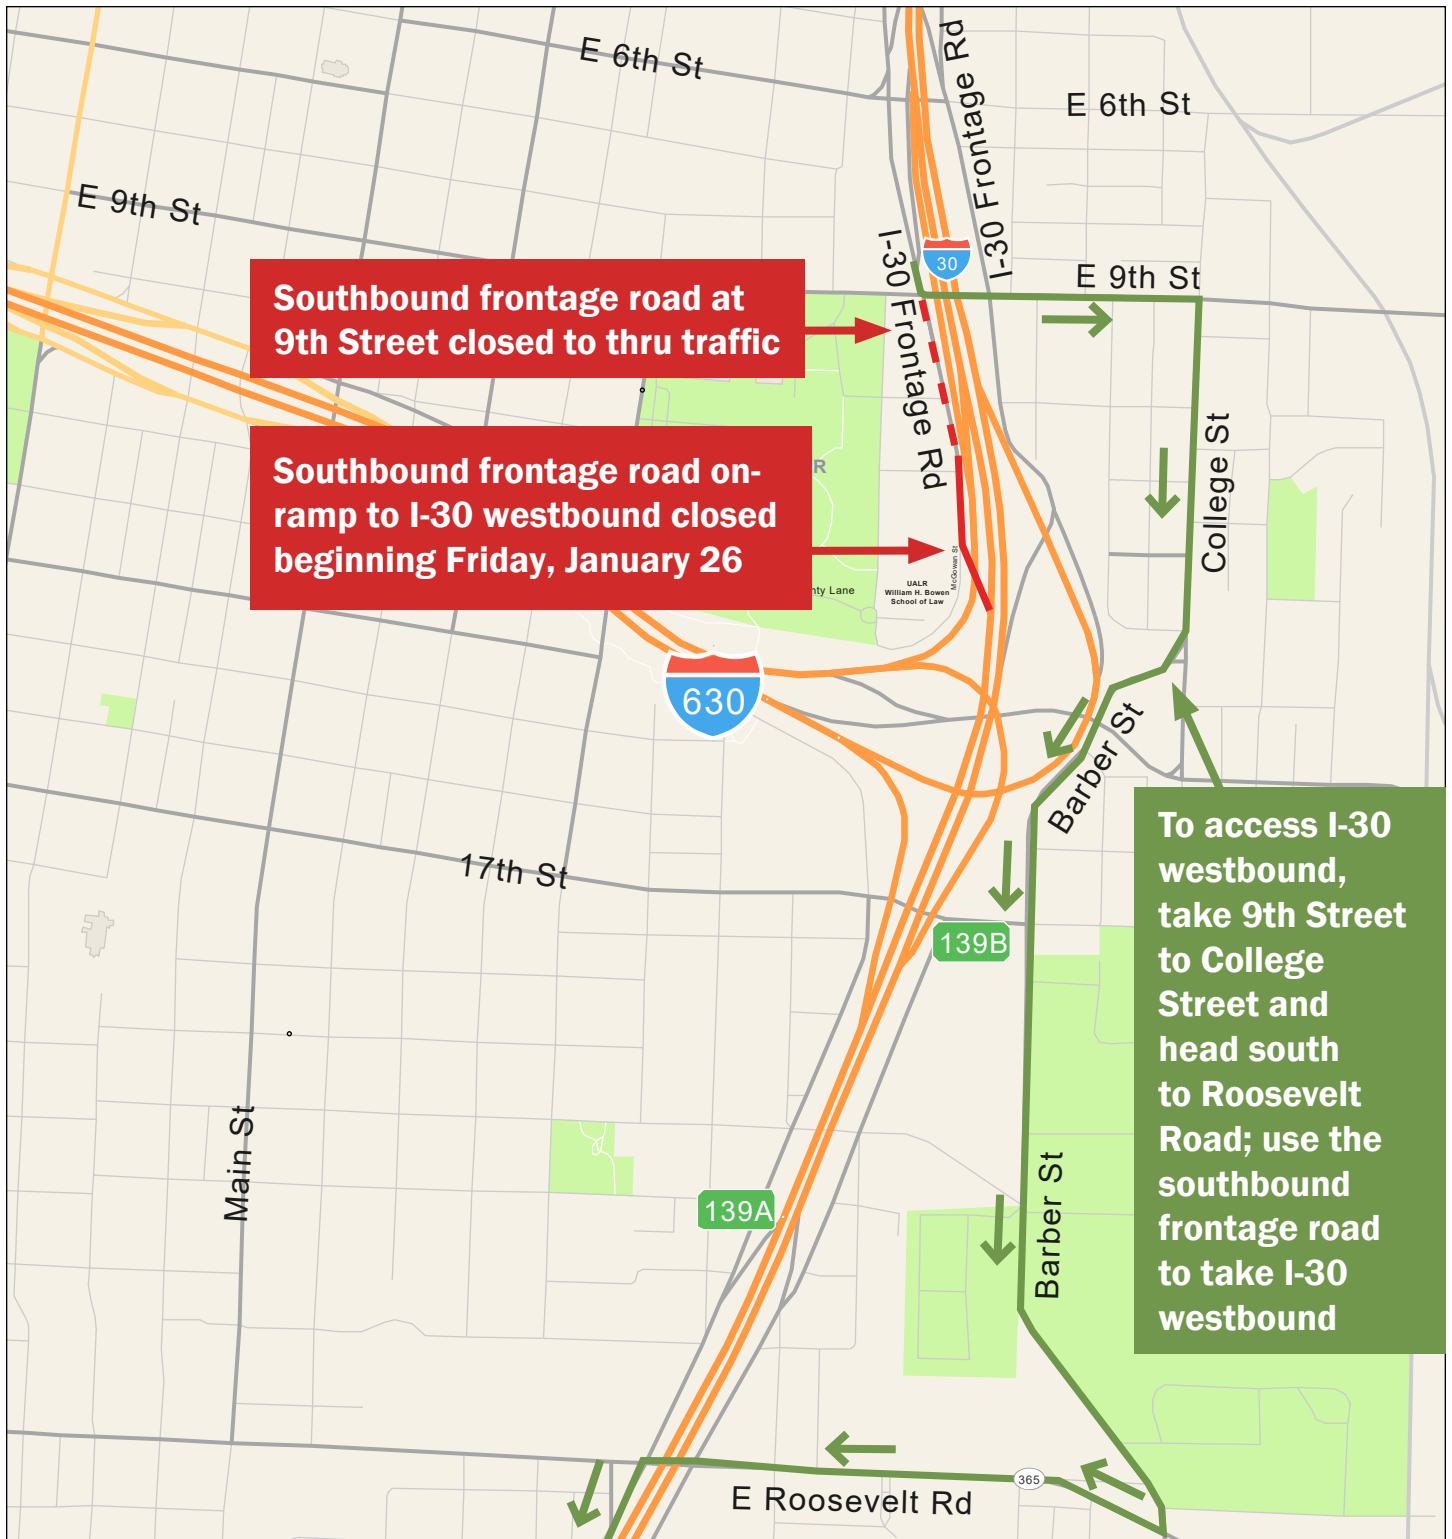 E 6th St
I-30 Frontage Rd
E 6th St
E 9th St
I-30 Frontage Rd
30
E 9th St
Southbound frontage road at
9th Street closed to thru traffic
Southbound frontage road on-
ramp to I-30 westbound closed
beginning Friday, January 26
R
College St
McGowan St
UALR
William H. Bowen
School of Law
nty Lane
630
Barber St
To access I-30
westbound,
take 9th Street
to College
Street and
head south
to Roosevelt
Road; use the
southbound
frontage road
to take I-30
westbound
17th St
139B
Main St
139A
Barber St
365
E Roosevelt Rd